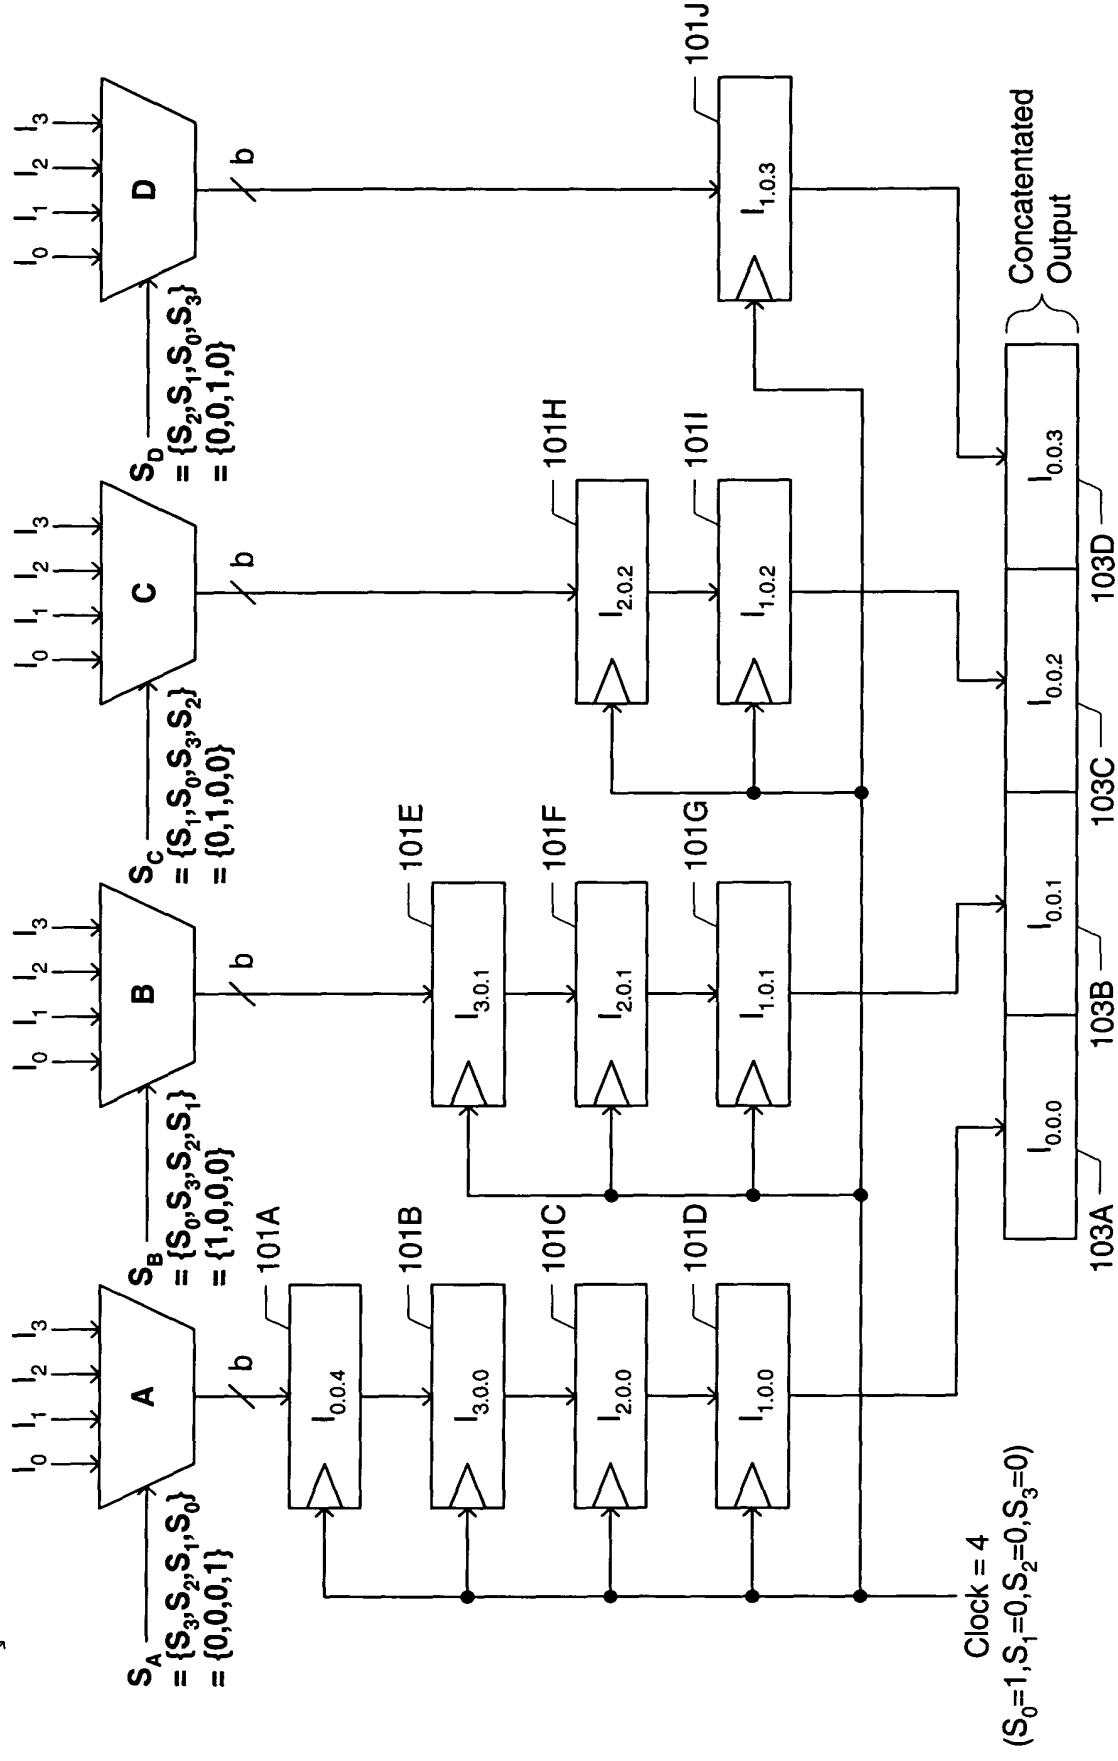 I0 I1 I2 I3
I0 I1 I2 I3
I0 I1 I2 I3
I0 I1 I2 I3
A
B
C
D
SA
= {S3,S2,S1,S0}
= {0,0,0,1}
SB
= {S0,S3,S2,S1}
= {1,0,0,0}
SC
= {S1,S0,S3,S2}
= {0,1,0,0}
SD
= {S2,S1,S0,S3}
= {0,0,1,0}
b
b
b
b
101A
I0.0.4
101B
I3.0.0
101C
I2.0.0
101D
I1.0.0
101E
I3.0.1
101F
I2.0.1
101G
I1.0.1
101H
I2.0.2
101I
I1.0.2
101J
I1.0.3
Clock = 4
(S0=1,S1=0,S2=0,S3=0)
I0.0.0
I0.0.1
I0.0.2
I0.0.3
Concatentated
Output
103A
103B
103C
103D